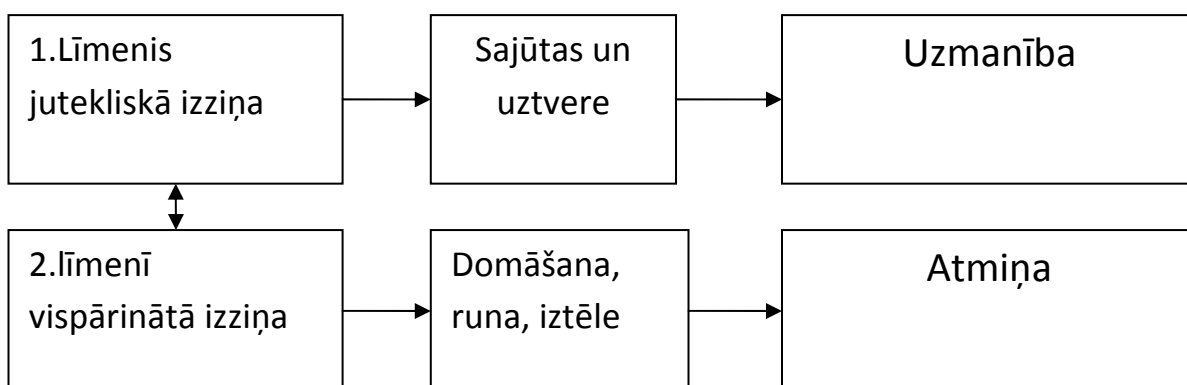 1.Līmenis
jutekliskā izziņa
Sajūtas un
uztvere
Uzmanība
2.līmenī
vispārinātā izziņa
Domāšana,
runa, iztēle
Atmiņa